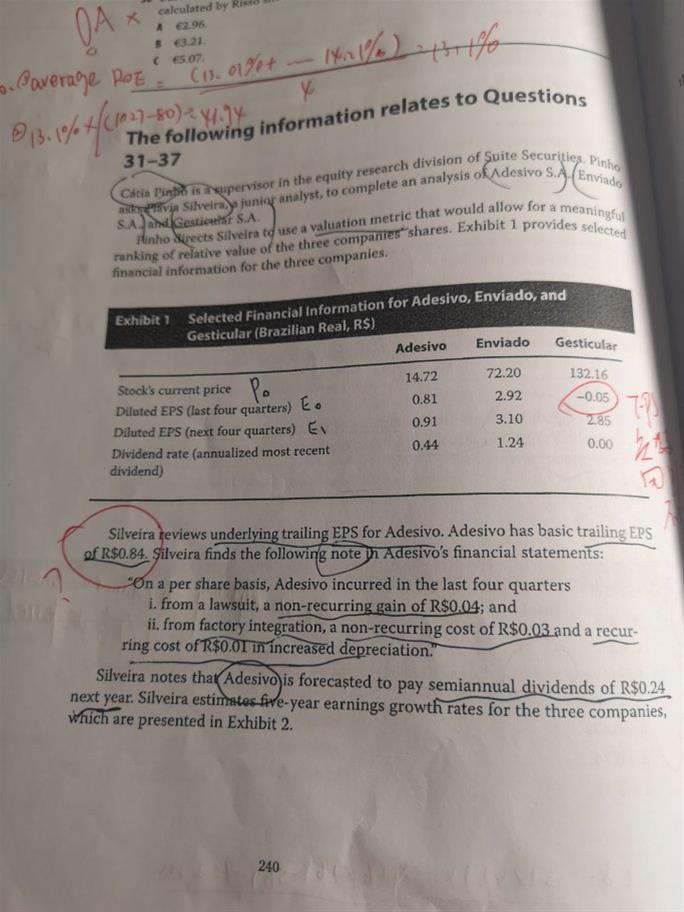 calculated by
A €2.96.
B €3.21.
C €5.07.
QA ×
average ROE = (13.01%+ — 14.21%) / 4 = 13.1%
The following information relates to Questions
31–37
Cátia Pinho is a supervisor in the equity research division of Suite Securities. Pinho
asks Flávia Silveira, a junior analyst, to complete an analysis of Adesivo S.A., Enviado
S.A., and Gesticular S.A.
Pinho directs Silveira to use a valuation metric that would allow for a meaningful
ranking of relative value of the three companies' shares. Exhibit 1 provides selected
financial information for the three companies.
Exhibit 1 Selected Financial Information for Adesivo, Enviado, and
Gesticular (Brazilian Real, R$)
Adesivo Enviado Gesticular
Stock's current price P₀ 14.72 72.20 132.16
Diluted EPS (last four quarters) E₀ 0.81 2.92 −0.05
Diluted EPS (next four quarters) E₁ 0.91 3.10 2.85
Dividend rate (annualized most recent 0.44 1.24 0.00
dividend)
Silveira reviews underlying trailing EPS for Adesivo. Adesivo has basic trailing EPS
of R$0.84. Silveira finds the following note in Adesivo's financial statements:
?
"On a per share basis, Adesivo incurred in the last four quarters
i. from a lawsuit, a non-recurring gain of R$0.04; and
ii. from factory integration, a non-recurring cost of R$0.03 and a recur-
ring cost of R$0.01 in increased depreciation."
Silveira notes that Adesivo is forecasted to pay semiannual dividends of R$0.24
next year. Silveira estimates five-year earnings growth rates for the three companies,
which are presented in Exhibit 2.
240